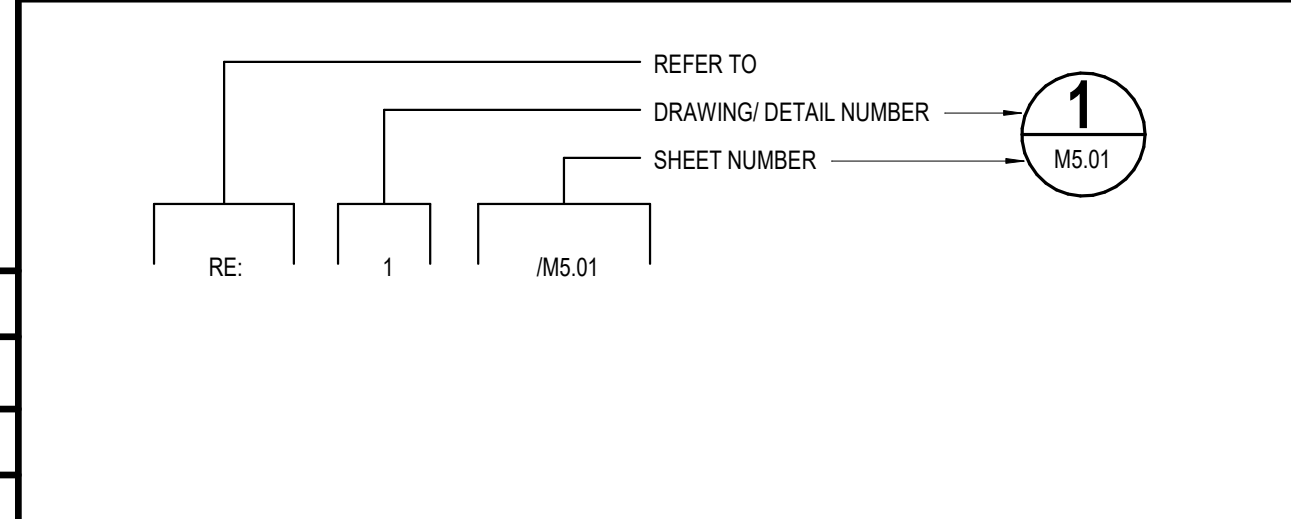 REFER TO
DRAWING/ DETAIL NUMBER
1
SHEET NUMBER
M5.01
RE: 1 /M5.01